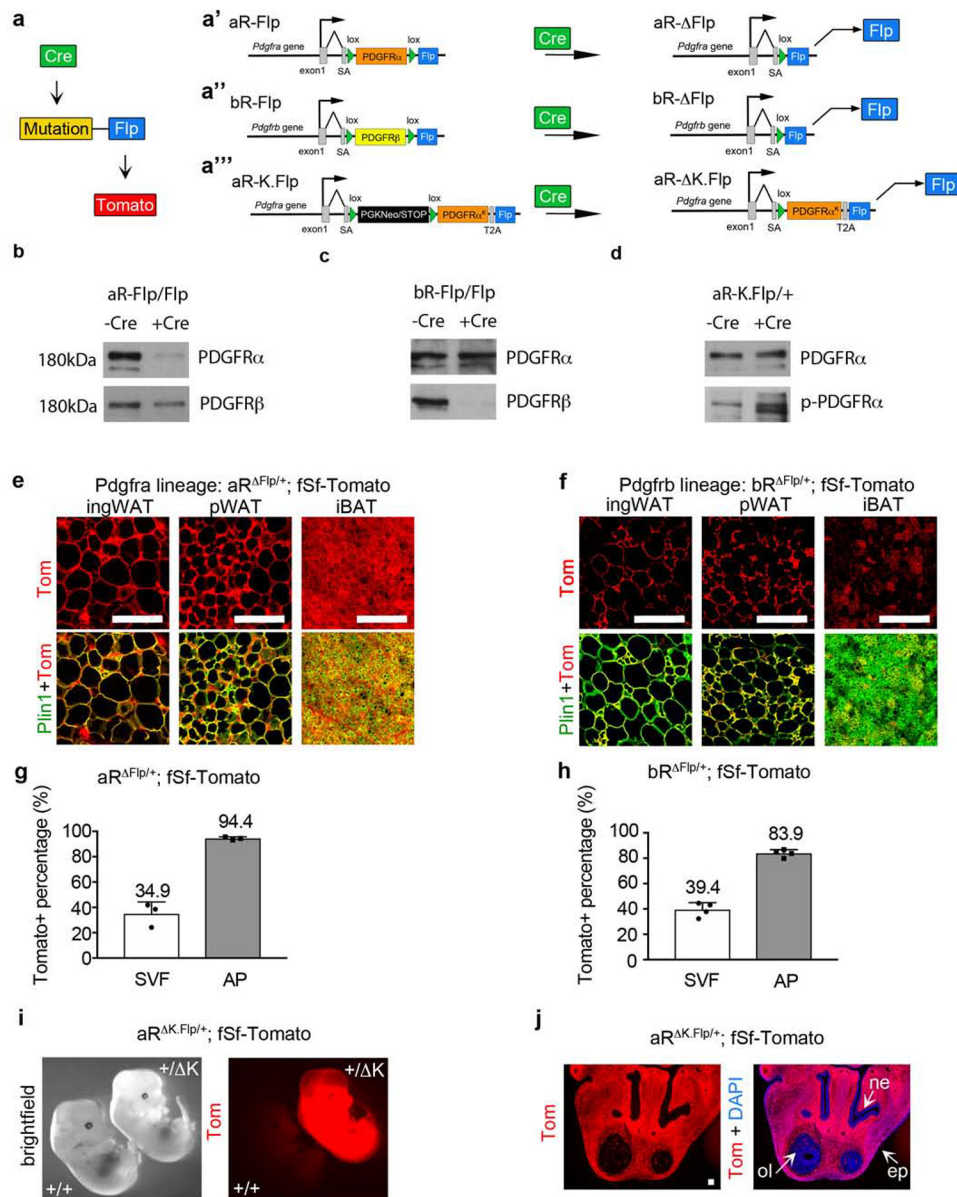 a
Cre
Mutation
Flp
Tomato
a'
aR-Flp
lox
lox
Pdgfra gene
PDGFRα
Flp
exon1
SA
Cre
aR-ΔFlp
Flp
lox
Pdgfra gene
Flp
exon1
SA
a''
bR-Flp
lox
lox
Pdgfrb gene
PDGFRβ
Flp
exon1
SA
Cre
bR-ΔFlp
Flp
lox
Pdgfrb gene
Flp
exon1
SA
a'''
aR-K.Flp
lox
lox
Pdgfra gene
PGKNeo/STOP
PDGFRαᴷ
Flp
exon1
SA
T2A
Cre
aR-ΔK.Flp
Flp
lox
Pdgfra gene
PDGFRαᴷ
Flp
exon1
SA
T2A
b
aR-Flp/Flp
-Cre +Cre
180kDa PDGFRα
180kDa PDGFRβ
c
bR-Flp/Flp
-Cre +Cre
PDGFRα
PDGFRβ
d
aR-K.Flp/+
-Cre +Cre
PDGFRα
p-PDGFRα
e
Pdgfra lineage: aR^ΔFlp/+; fSf-Tomato
ingWAT pWAT iBAT
Tom
Plin1+Tom
f
Pdgfrb lineage: bR^ΔFlp/+; fSf-Tomato
ingWAT pWAT iBAT
Tom
Plin1+Tom
g
aR^ΔFlp/+; fSf-Tomato
Tomato+ percentage (%)
100
80
60
40
20
0
34.9
94.4
SVF AP
h
bR^ΔFlp/+; fSf-Tomato
Tomato+ percentage (%)
100
80
60
40
20
0
39.4
83.9
SVF AP
i
aR^ΔK.Flp/+; fSf-Tomato
brightfield
+/ΔK
+/+
Tom
+/ΔK
+/+
j
aR^ΔK.Flp/+; fSf-Tomato
Tom
Tom + DAPI
ne
ol
ep